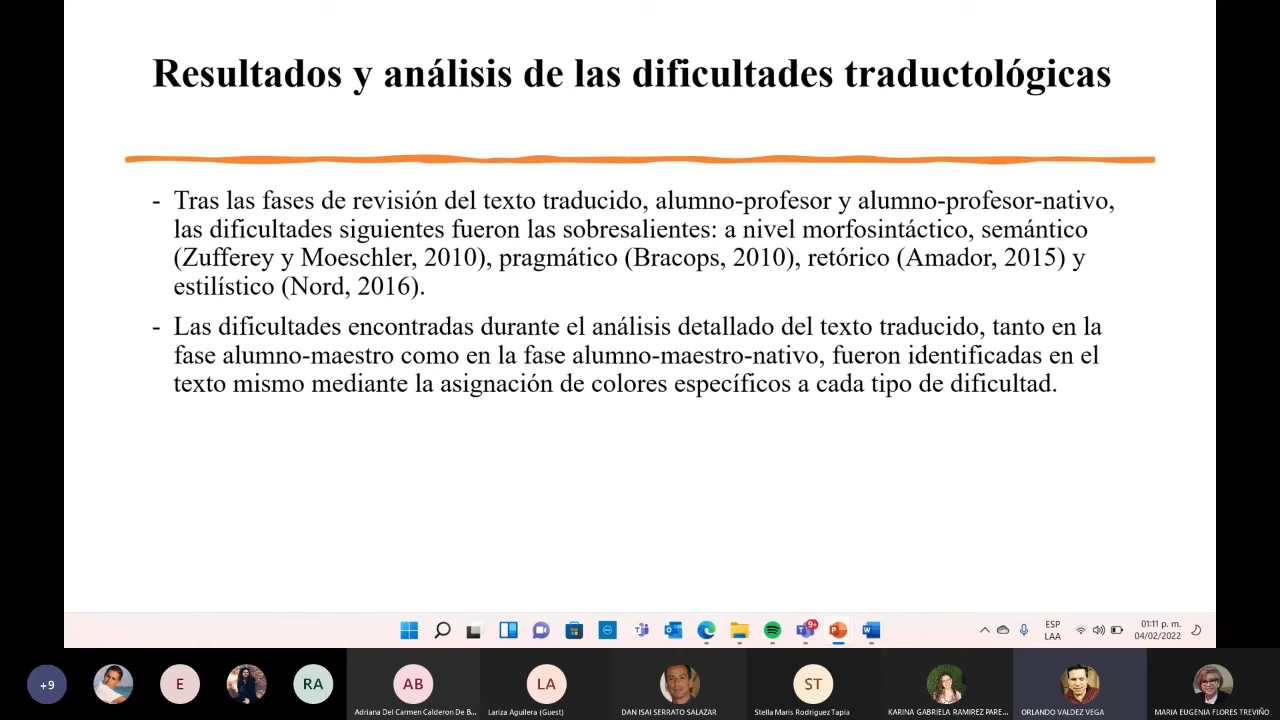 Resultados y análisis de las dificultades traductológicas
- Tras las fases de revisión del texto traducido, alumno-profesor y alumno-profesor-nativo,
las dificultades siguientes fueron las sobresalientes: a nivel morfosintáctico, semántico
(Zufferey y Moeschler, 2010), pragmático (Bracops, 2010), retórico (Amador, 2015) y
estilístico (Nord, 2016).
- Las dificultades encontradas durante el análisis detallado del texto traducido, tanto en la
fase alumno-maestro como en la fase alumno-maestro-nativo, fueron identificadas en el
texto mismo mediante la asignación de colores específicos a cada tipo de dificultad.
9+
ESP
LAA
01:11 p. m.
04/02/2022
+9
E
RA
AB
LA
ST
Adriana Del Carmen Calderon De B...
Lariza Aguilera (Guest)
DAN ISAI SERRATO SALAZAR
Stella Maris Rodriguez Tapia
KARINA GABRIELA RAMIREZ PARE...
ORLANDO VALDEZ VEGA
MARIA EUGENIA FLORES TREVIÑO